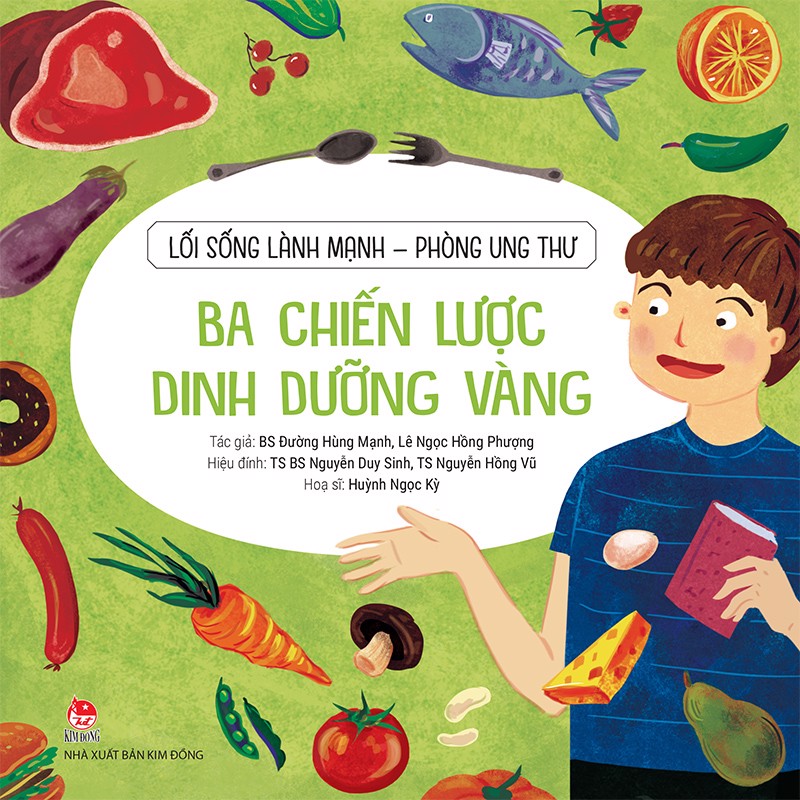 LỐI SỐNG LÀNH MẠNH – PHÒNG UNG THƯ
BA CHIẾN LƯỢC
DINH DƯỠNG VÀNG
Tác giả: BS Đường Hùng Mạnh, Lê Ngọc Hồng Phượng
Hiệu đính: TS BS Nguyễn Duy Sinh, TS Nguyễn Hồng Vũ
Hoạ sĩ: Huỳnh Ngọc Kỳ
KIM ĐỒNG
NHÀ XUẤT BẢN KIM ĐỒNG